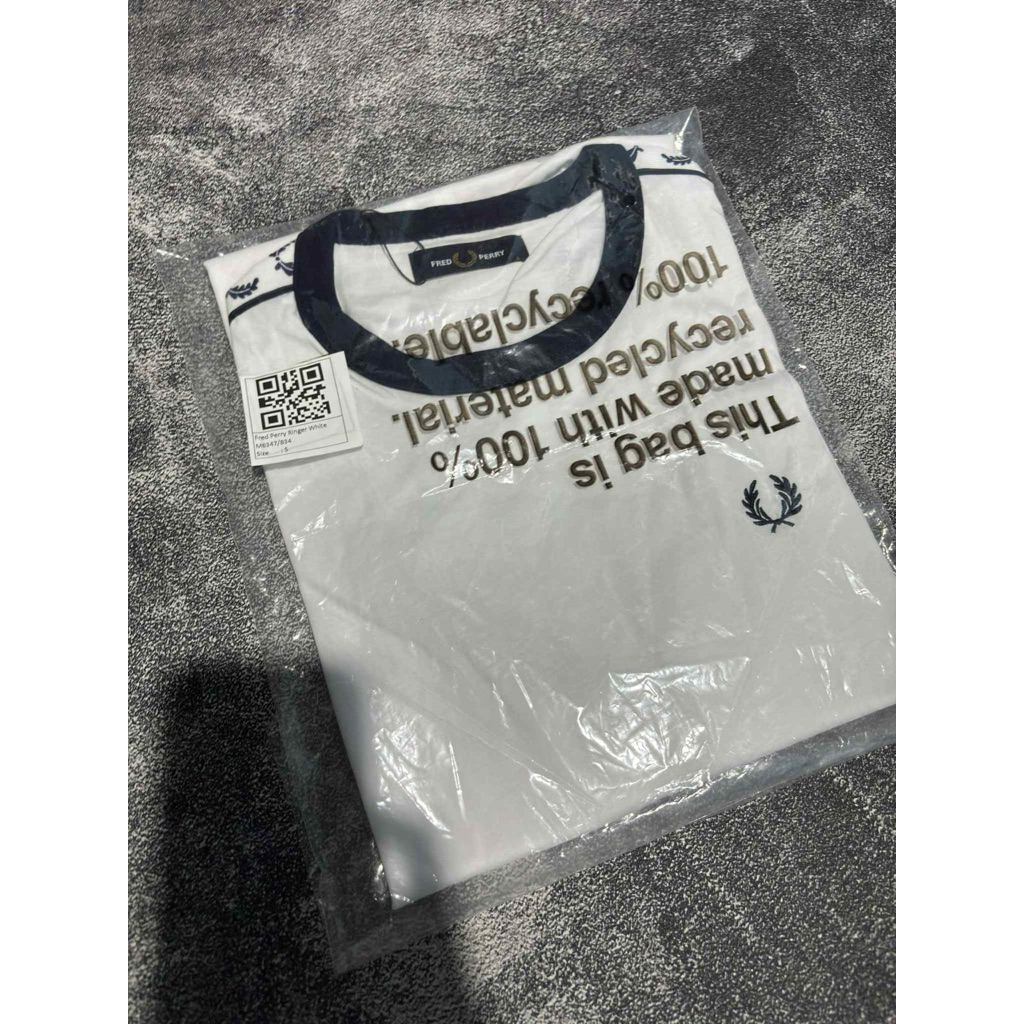 FRED PERRY
Fred Perry Ringer White
M6347/834
Size : S
This bag is
made with 100%
recycled material.
100% recyclable.